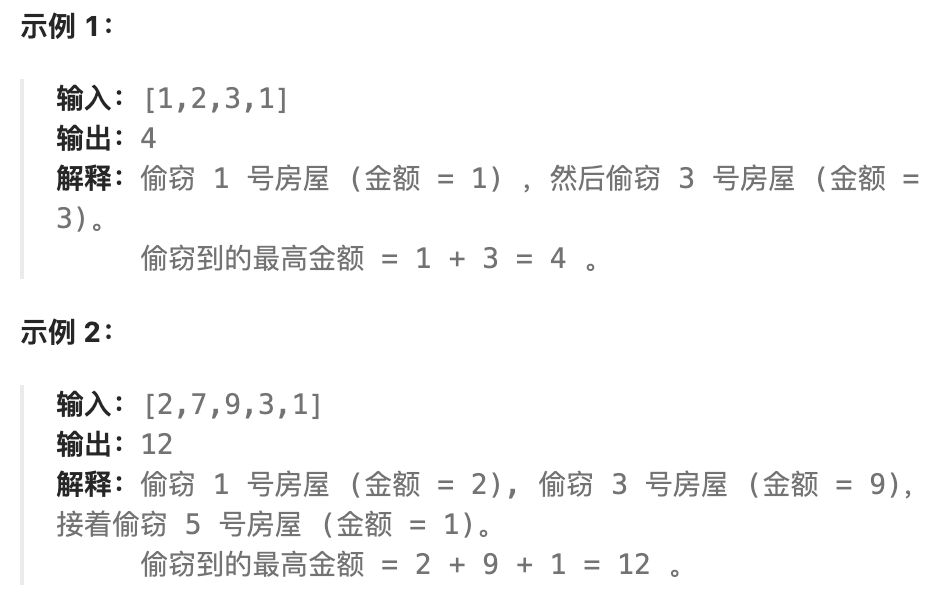 示例 1：
输入：[1,2,3,1]
输出：4
解释：偷窃 1 号房屋 (金额 = 1) ，然后偷窃 3 号房屋 (金额 =
3)。
偷窃到的最高金额 = 1 + 3 = 4 。
示例 2：
输入：[2,7,9,3,1]
输出：12
解释：偷窃 1 号房屋 (金额 = 2), 偷窃 3 号房屋 (金额 = 9)，
接着偷窃 5 号房屋 (金额 = 1)。
偷窃到的最高金额 = 2 + 9 + 1 = 12 。